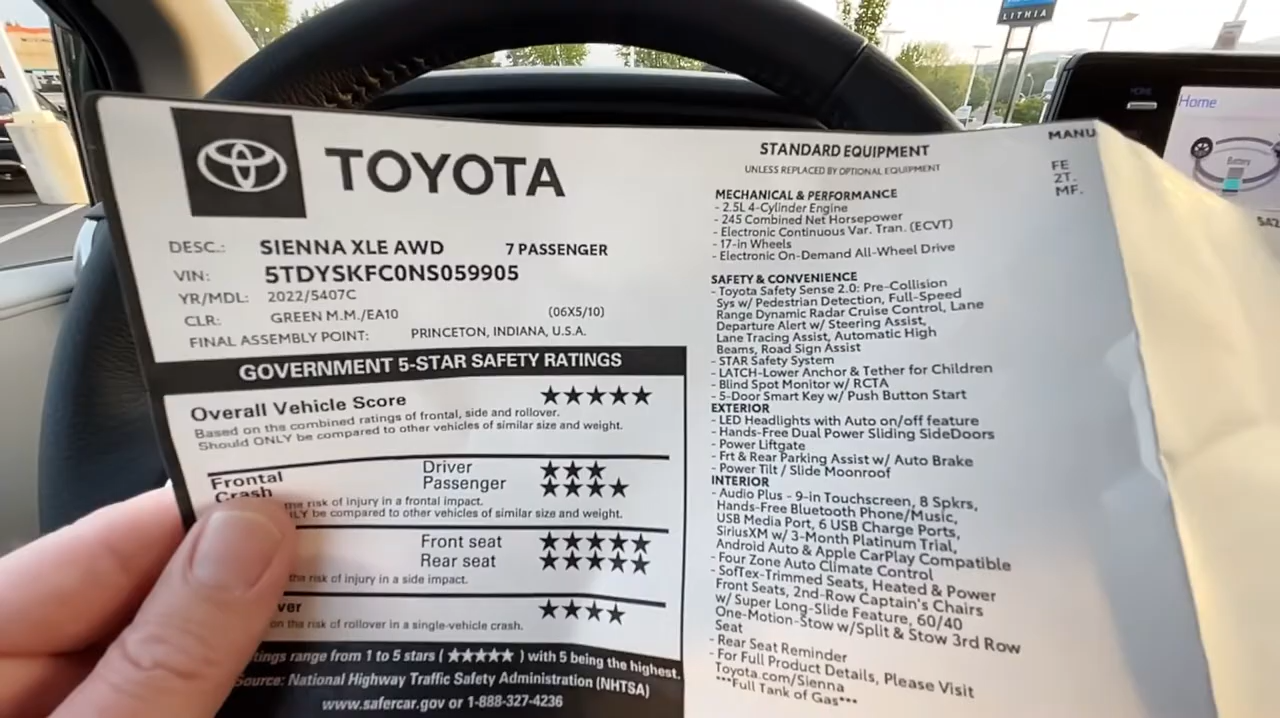 LITHIA
HOME
Home
Battery
TOYOTA
DESC.: SIENNA XLE AWD 7 PASSENGER
VIN: 5TDYSKFC0NS059905
YR/MDL: 2022/5407C
CLR: GREEN M.M./EA10 (06X5/10)
FINAL ASSEMBLY POINT: PRINCETON, INDIANA, U.S.A.
GOVERNMENT 5-STAR SAFETY RATINGS
Overall Vehicle Score ★★★★★
Based on the combined ratings of frontal, side and rollover.
Should ONLY be compared to other vehicles of similar size and weight.
Frontal Driver ★★★
Crash Passenger ★★★★
risk of injury in a frontal impact.
be compared to other vehicles of similar size and weight.
Front seat ★★★★★
Rear seat ★★★★★
the risk of injury in a side impact.
★★★★
on the risk of rollover in a single-vehicle crash.
range from 1 to 5 stars (★★★★★) with 5 being the highest.
Source: National Highway Traffic Safety Administration (NHTSA)
www.safercar.gov or 1-888-327-4236
STANDARD EQUIPMENT
UNLESS REPLACED BY OPTIONAL EQUIPMENT
MECHANICAL & PERFORMANCE
- 2.5L 4-Cylinder Engine
- 245 Combined Net Horsepower
- Electronic Continuous Var. Tran. (ECVT)
- 17-in Wheels
- Electronic On-Demand All-Wheel Drive
SAFETY & CONVENIENCE
- Toyota Safety Sense 2.0: Pre-Collision
Sys w/ Pedestrian Detection, Full-Speed
Range Dynamic Radar Cruise Control, Lane
Departure Alert w/ Steering Assist,
Lane Tracing Assist, Automatic High
Beams, Road Sign Assist
- STAR Safety System
- LATCH-Lower Anchor & Tether for Children
- Blind Spot Monitor w/ RCTA
- 5-Door Smart Key w/ Push Button Start
EXTERIOR
- LED Headlights with Auto on/off feature
- Hands-Free Dual Power Sliding SideDoors
- Power Liftgate
- Frt & Rear Parking Assist w/ Auto Brake
- Power Tilt / Slide Moonroof
INTERIOR
- Audio Plus - 9-in Touchscreen, 8 Spkrs,
Hands-Free Bluetooth Phone/Music,
USB Media Port, 6 USB Charge Ports,
SiriusXM w/ 3-Month Platinum Trial,
Android Auto & Apple CarPlay Compatible
- Four Zone Auto Climate Control
- SofTex-Trimmed Seats, Heated & Power
Front Seats, 2nd-Row Captain's Chairs
w/ Super Long-Slide Feature, 60/40
One-Motion-Stow w/Split & Stow 3rd Row
Seat
- Rear Seat Reminder
- For Full Product Details, Please Visit
Toyota.com/Sienna
***Full Tank of Gas***
MANU
FE
2T.
MF.